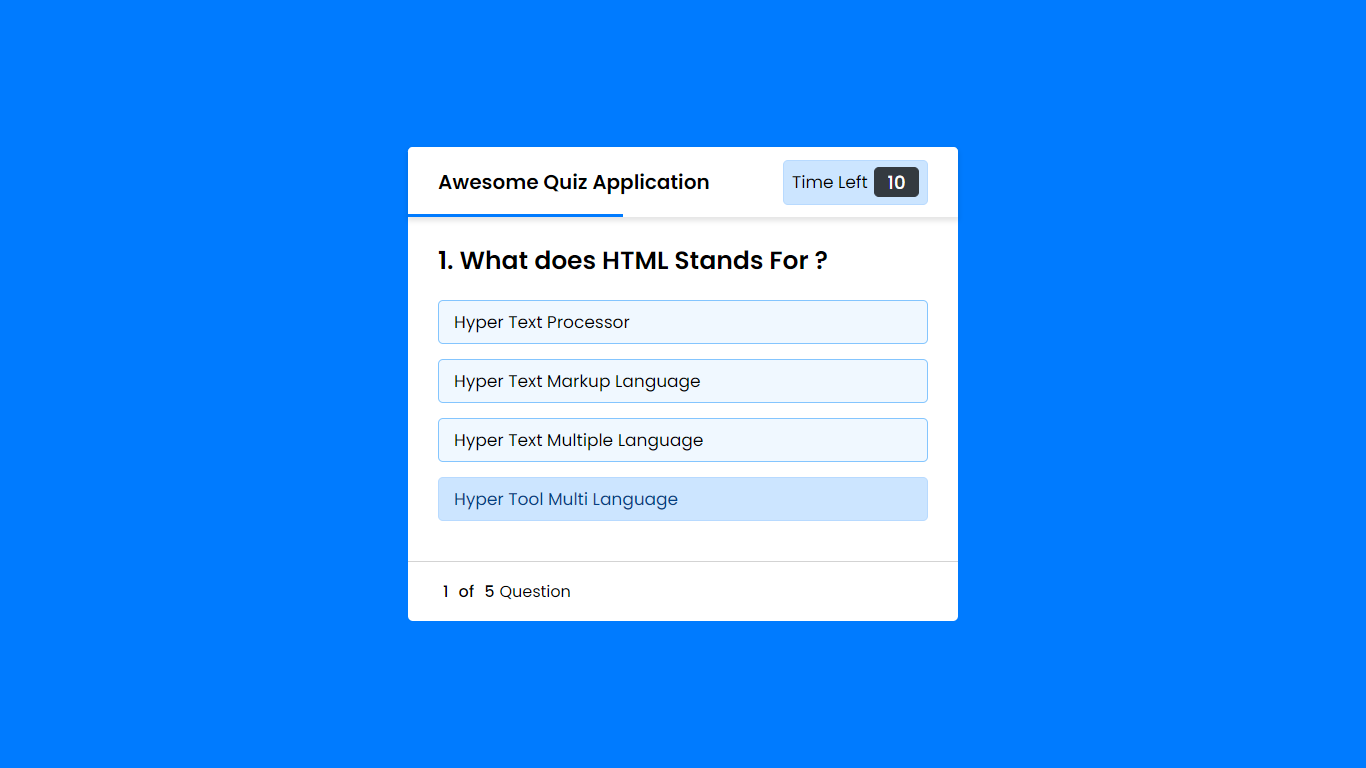 Awesome Quiz Application
Time Left 10
1. What does HTML Stands For ?
Hyper Text Processor
Hyper Text Markup Language
Hyper Text Multiple Language
Hyper Tool Multi Language
1 of 5 Question